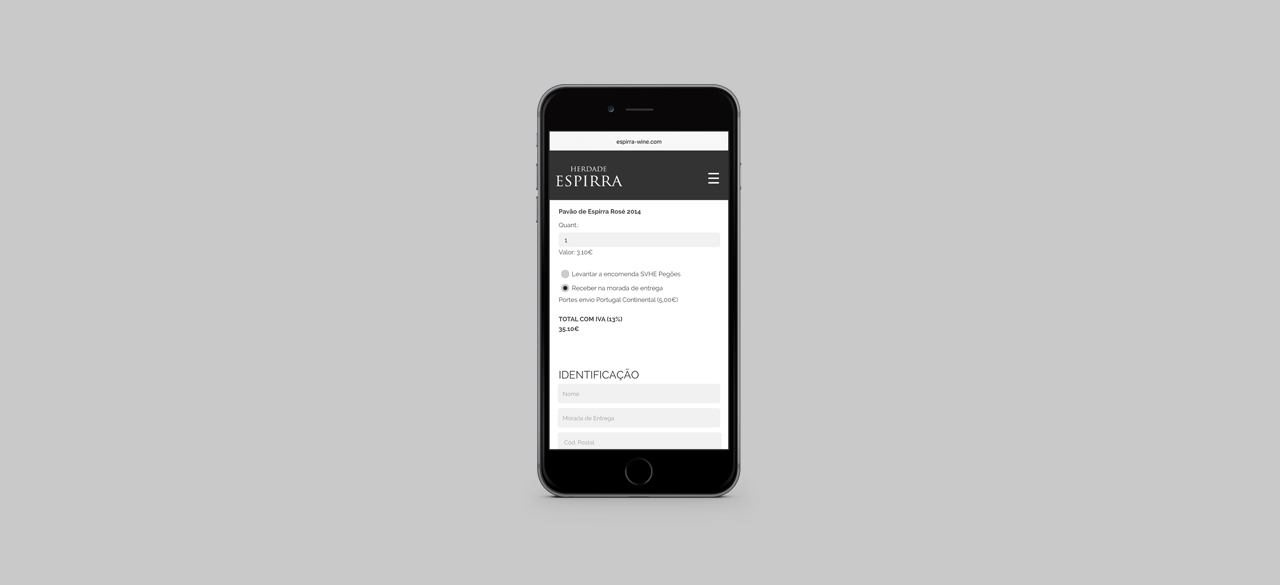 espirra-wine.com
HERDADE
ESPIRRA
Pavão de Espirra Rosé 2014
Quant.:
1
Valor: 3,10€
Levantar a encomenda SVHE Pegões
Receber na morada de entrega
Portes envio Portugal Continental (5,00€)
TOTAL COM IVA (13%)
35.10€
IDENTIFICAÇÃO
Nome
Morada de Entrega
Cód. Postal